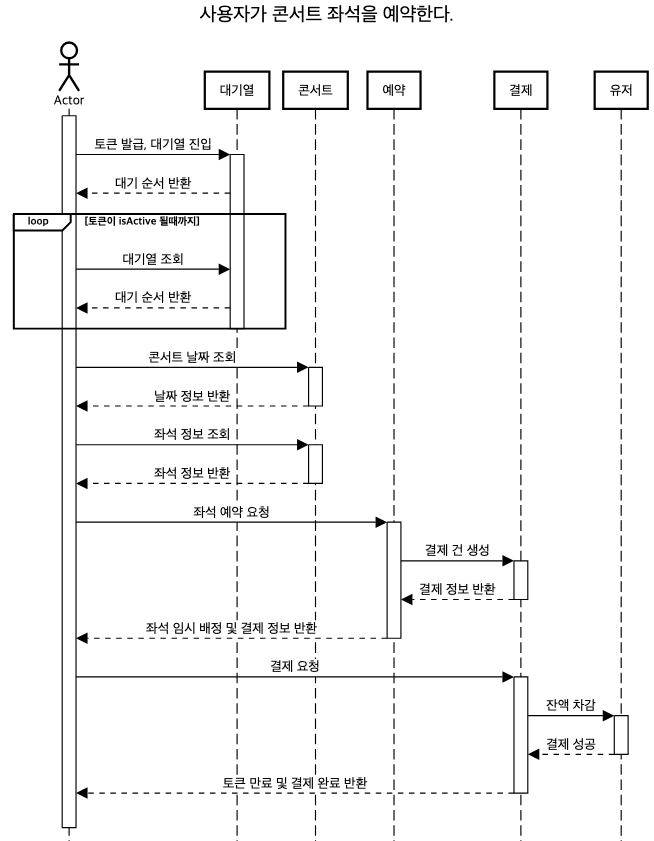 사용자가 콘서트 좌석을 예약한다.
Actor
대기열
콘서트
예약
결제
유저
토큰 발급, 대기열 진입
대기 순서 반환
loop
[토큰이 isActive 될때까지]
대기열 조회
대기 순서 반환
콘서트 날짜 조회
날짜 정보 반환
좌석 정보 조회
좌석 정보 반환
좌석 예약 요청
결제 건 생성
결제 정보 반환
좌석 임시 배정 및 결제 정보 반환
결제 요청
잔액 차감
결제 성공
토큰 만료 및 결제 완료 반환